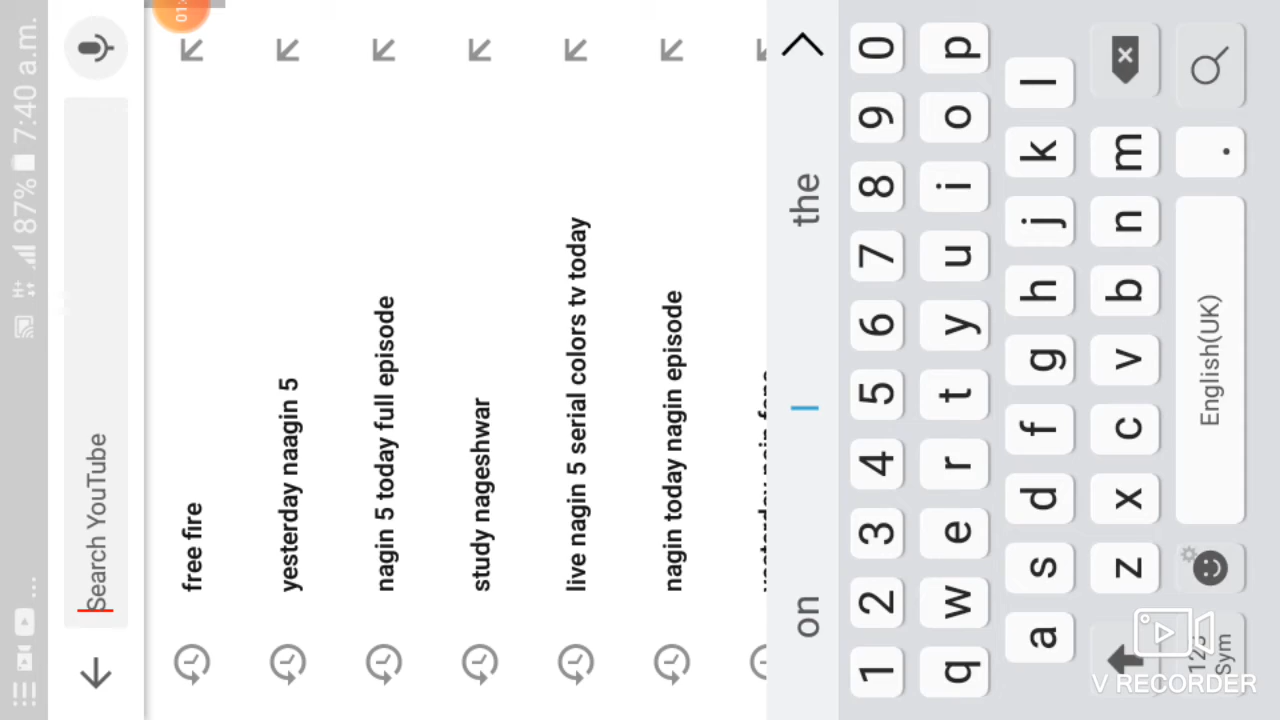 H+ 87% 7:40 a.m.
Search YouTube
free fire
yesterday naagin 5
nagin 5 today full episode
study nageshwar
live nagin 5 serial colors tv today
nagin today nagin episode
on I the
1 2 3 4 5 6 7 8 9 0
q w e r t y u i o p
a s d f g h j k l
z x c v b n m
123
Sym
English(UK)
.
V RECORDER